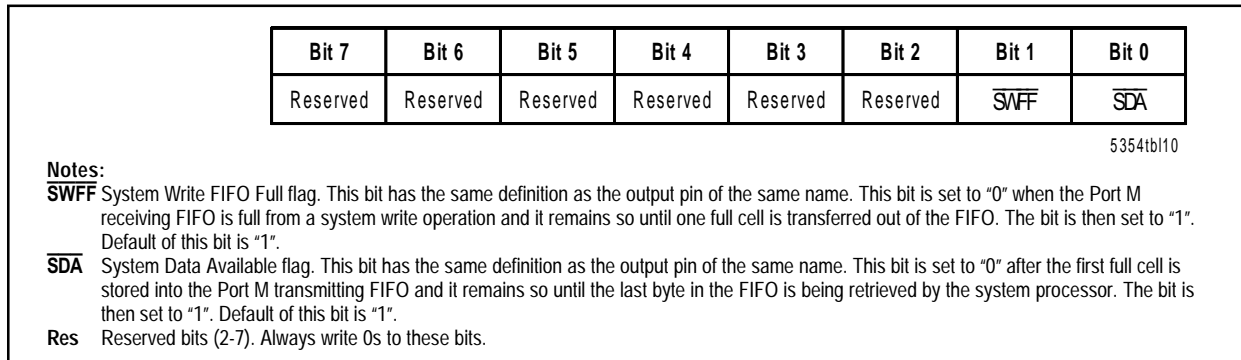 Bit 7 Bit 6 Bit 5 Bit 4 Bit 3 Bit 2 Bit 1 Bit 0
Reserved Reserved Reserved Reserved Reserved Reserved S̅W̅F̅F̅ S̅D̅A̅
5354tbl10
Notes:
S̅W̅F̅F̅ System Write FIFO Full flag. This bit has the same definition as the output pin of the same name. This bit is set to "0" when the Port M
receiving FIFO is full from a system write operation and it remains so until one full cell is transferred out of the FIFO. The bit is then set to "1".
Default of this bit is "1".
S̅D̅A̅ System Data Available flag. This bit has the same definition as the output pin of the same name. This bit is set to "0" after the first full cell is
stored into the Port M transmitting FIFO and it remains so until the last byte in the FIFO is being retrieved by the system processor. The bit is
then set to "1". Default of this bit is "1".
Res Reserved bits (2-7). Always write 0s to these bits.